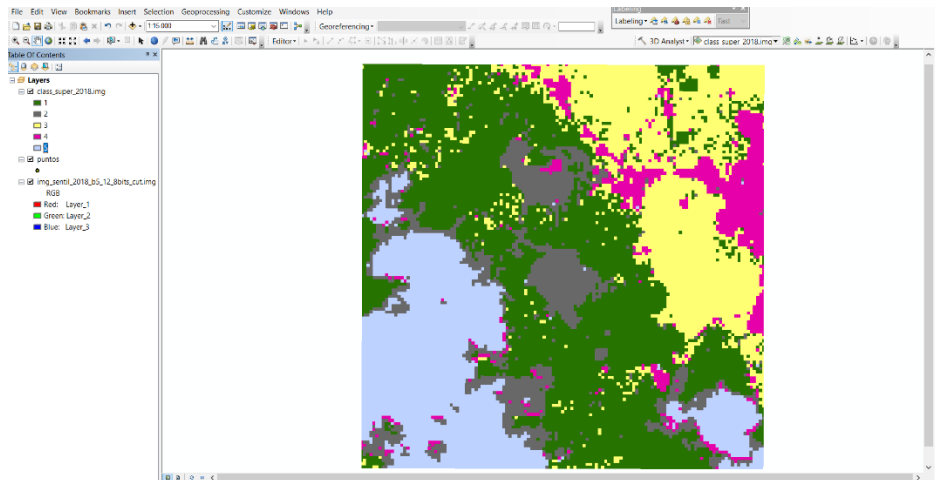 File Edit View Bookmarks Insert Selection Geoprocessing Customize Windows Help
1:15.000
Georeferencing
Labeling
Labeling Fast
Editor
3D Analyst class super 2018.img
Table Of Contents
Layers
class_super_2018.img
1
2
3
4
5
puntos
img_sentil_2018_b5_12_8bits_cut.img
RGB
Red: Layer_1
Green: Layer_2
Blue: Layer_3